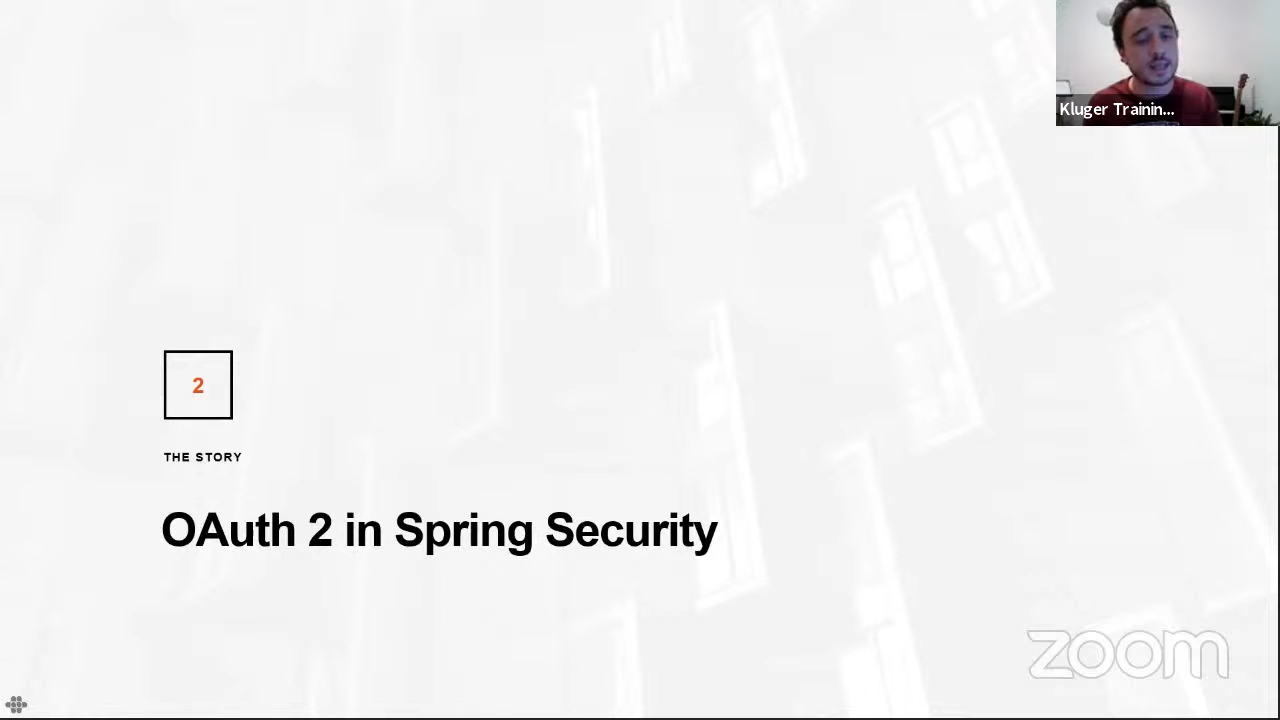 Kluger Trainin...
2
THE STORY
OAuth 2 in Spring Security
zoom